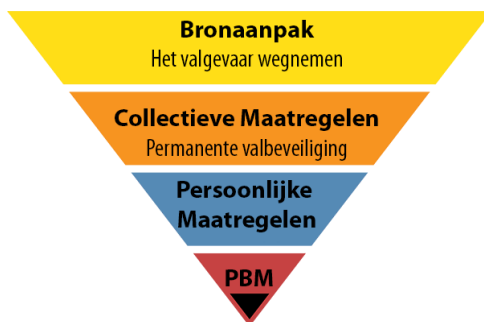 Bronaanpak
Het valgevaar wegnemen
Collectieve Maatregelen
Permanente valbeveiliging
Persoonlijke
Maatregelen
PBM